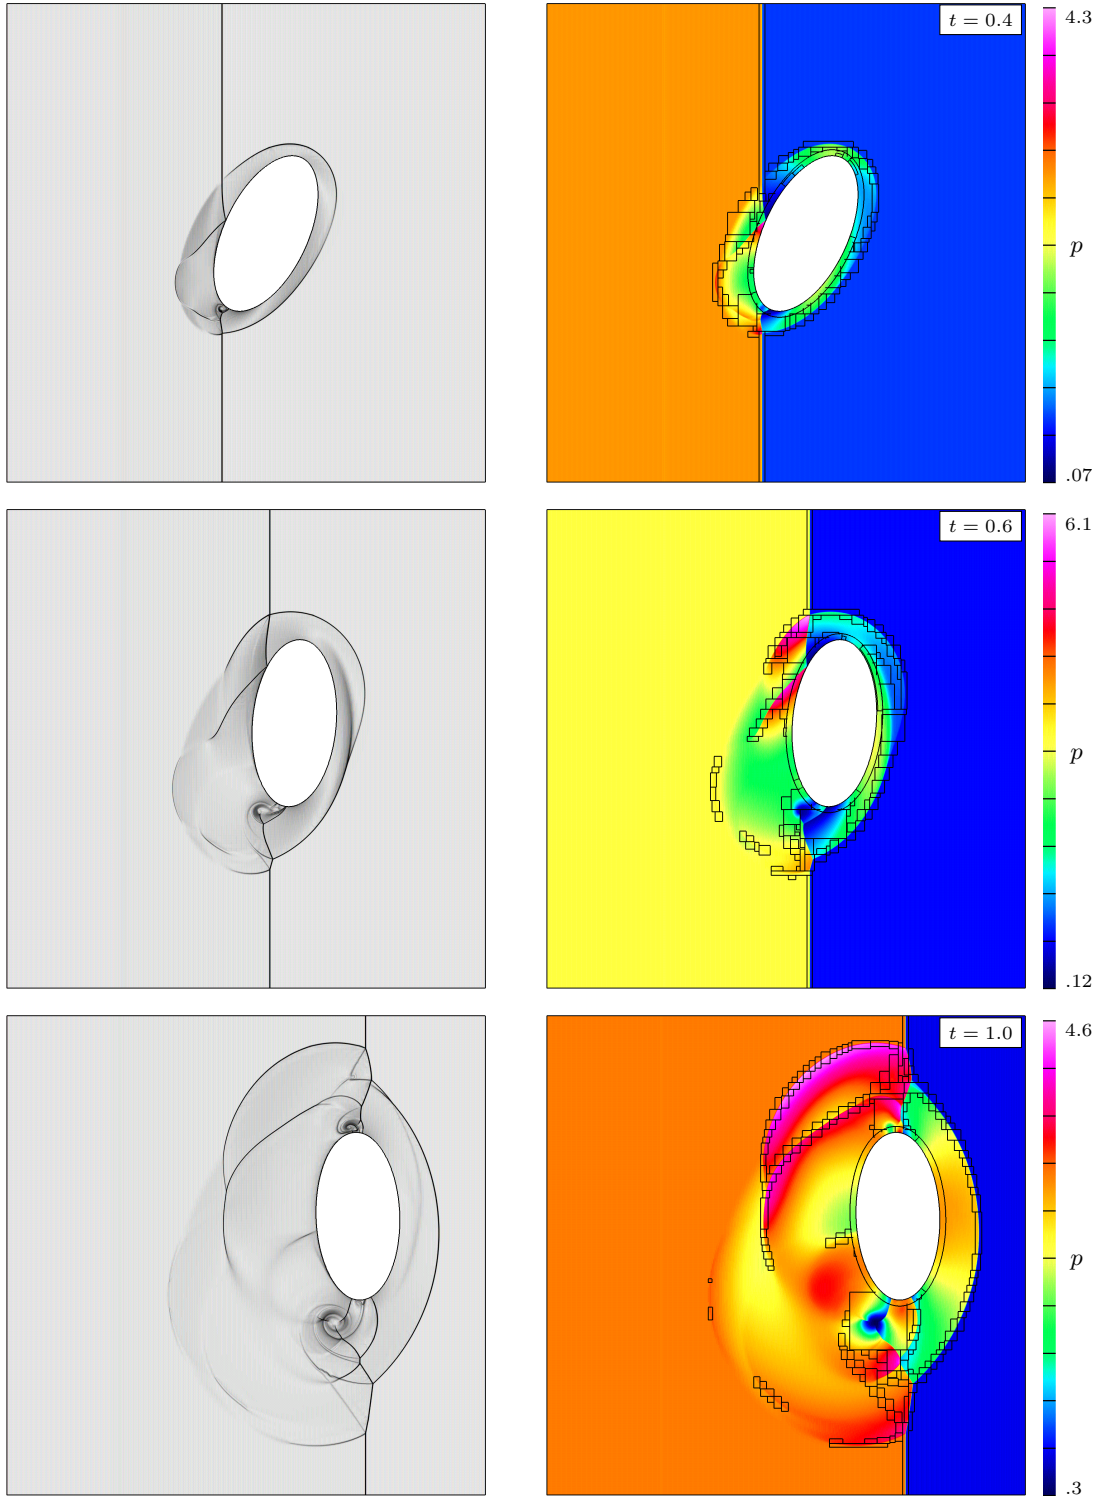 t = 0.4
4.3
p
.07
t = 0.6
6.1
p
.12
t = 1.0
4.6
p
.3